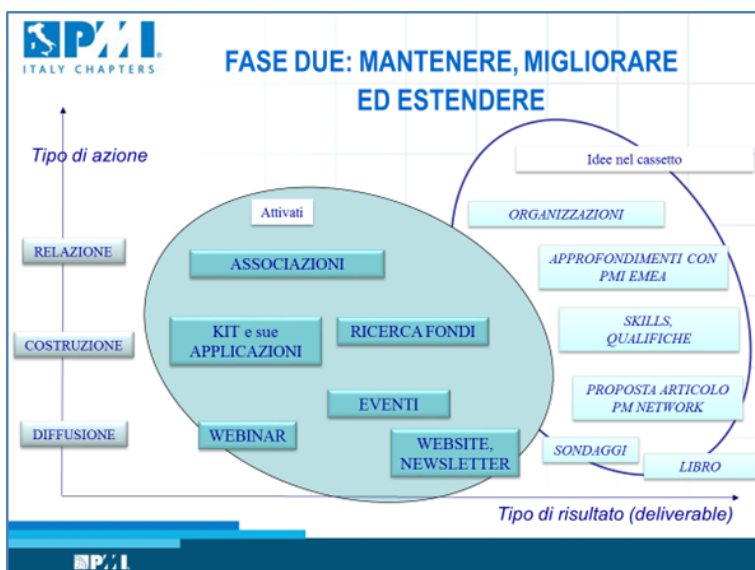 PMI
ITALY CHAPTERS
FASE DUE: MANTENERE, MIGLIORARE
ED ESTENDERE
Tipo di azione
Idee nel cassetto
Attivati
ORGANIZZAZIONI
RELAZIONE
ASSOCIAZIONI
APPROFONDIMENTI CON
PMI EMEA
COSTRUZIONE
KIT e sue
APPLICAZIONI
RICERCA FONDI
SKILLS,
QUALIFICHE
EVENTI
PROPOSTA ARTICOLO
PM NETWORK
DIFFUSIONE
WEBINAR
WEBSITE,
NEWSLETTER
SONDAGGI
LIBRO
Tipo di risultato (deliverable)
PMI